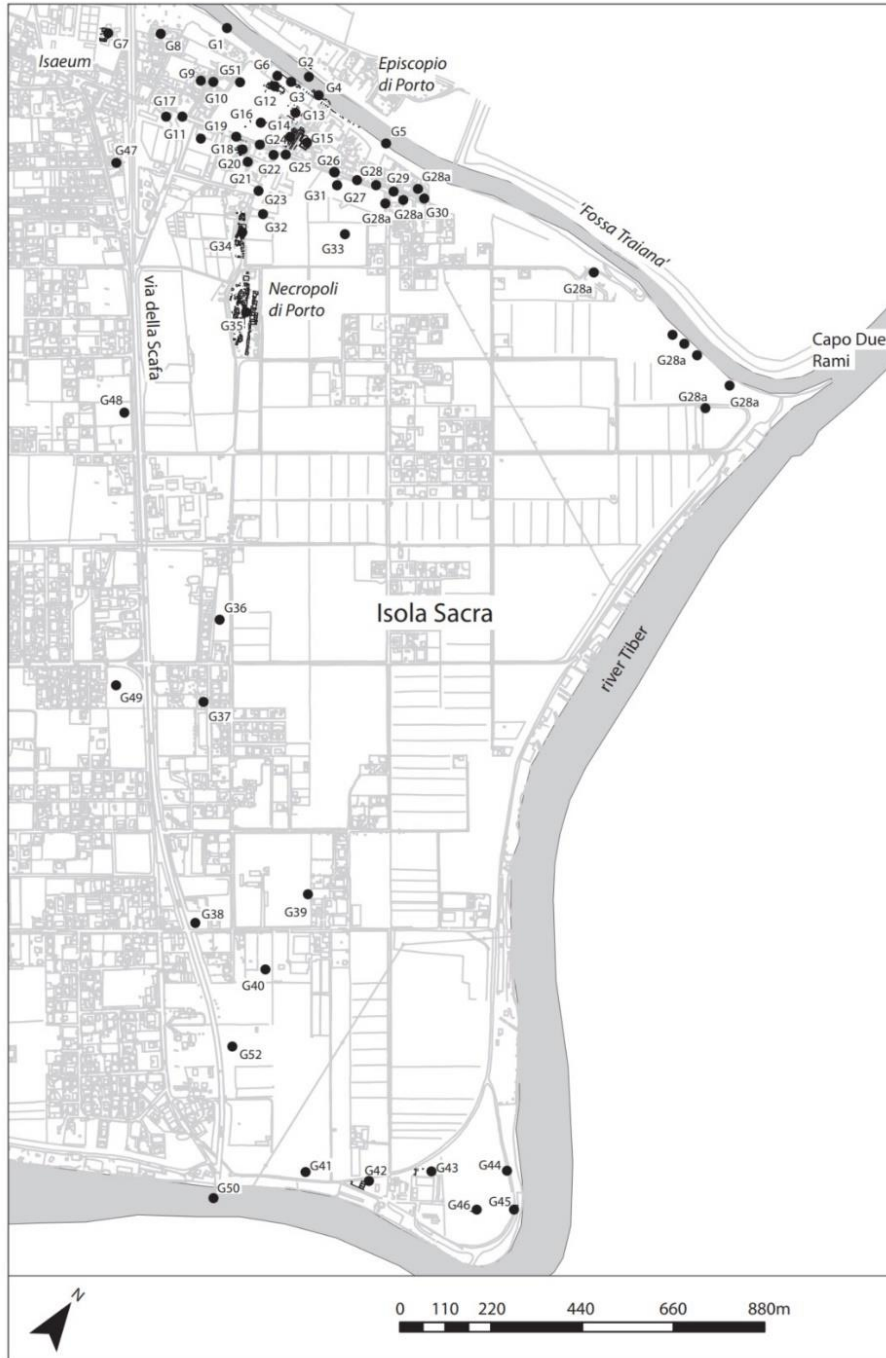 G7
G8
G1
Isaeum
G6
G2
Episcopio
di Porto
G9
G51
G4
G10
G12
G3
G17
G16
G14
G13
G11
G19
G24
G15
G5
G47
G18
G20
G22
G25
G26
G28
G29
G28a
G21
G31
G27
G23
G28a
G28a
G30
G32
'Fossa Traiana'
G34
G33
G28a
via della Scafa
Necropoli
di Porto
G35
Capo Due
Rami
G28a
G28a
G28a
G48
G36
Isola Sacra
river Tiber
G49
G37
G39
G38
G40
G52
G41
G42
G43
G44
G50
G46
G45
N
0 110 220 440 660 880m